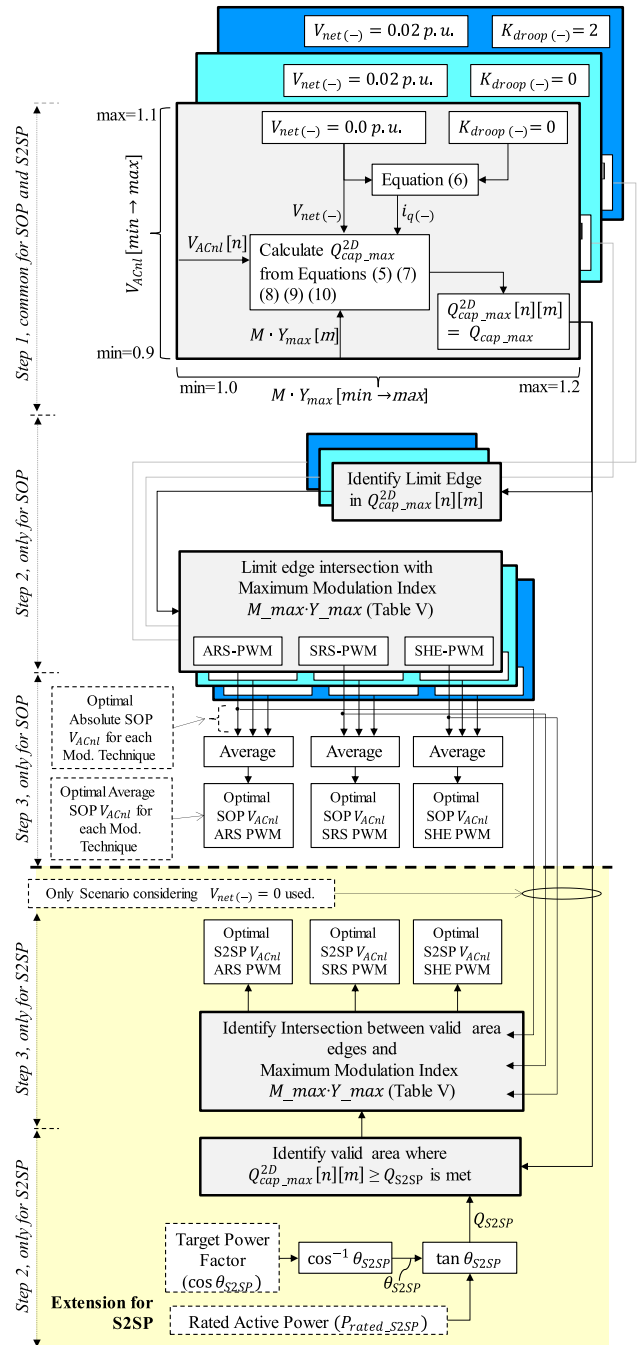 V_net(−) = 0.02 p.u.
K_droop(−) = 2
V_net(−) = 0.02 p.u.
K_droop(−) = 0
max=1.1
V_net(−) = 0.0 p.u.
K_droop(−) = 0
Step 1, common for SOP and S2SP
V_ACnl [min → max]
Equation (6)
V_net(−)
i_q(−)
V_ACnl[n]
Calculate Q^2D_cap_max
from Equations (5) (7)
(8) (9) (10)
Q^2D_cap_max[n][m]
= Q_cap_max
M · Y_max[m]
min=0.9
min=1.0
max=1.2
M · Y_max [min → max]
Step 2, only for SOP
Identify Limit Edge
in Q^2D_cap_max[n][m]
Limit edge intersection with
Maximum Modulation Index
M_max·Y_max (Table V)
ARS-PWM
SRS-PWM
SHE-PWM
Step 3, only for SOP
Optimal
Absolute SOP
V_ACnl for each
Mod. Technique
Average
Average
Average
Optimal Average
SOP V_ACnl for
each Mod.
Technique
Optimal
SOP V_ACnl
ARS PWM
Optimal
SOP V_ACnl
SRS PWM
Optimal
SOP V_ACnl
SHE PWM
Only Scenario considering V_net(−) = 0 used.
Step 3, only for S2SP
Optimal
S2SP V_ACnl
ARS PWM
Optimal
S2SP V_ACnl
SRS PWM
Optimal
S2SP V_ACnl
SHE PWM
Identify Intersection between valid area
edges and
Maximum Modulation Index
M_max·Y_max (Table V)
Step 2, only for S2SP
Identify valid area where
Q^2D_cap_max[n][m] ≥ Q_S2SP is met
Q_S2SP
Target Power
Factor
(cos θ_S2SP)
cos⁻¹ θ_S2SP
θ_S2SP
tan θ_S2SP
Extension for
S2SP
Rated Active Power (P_rated_S2SP)